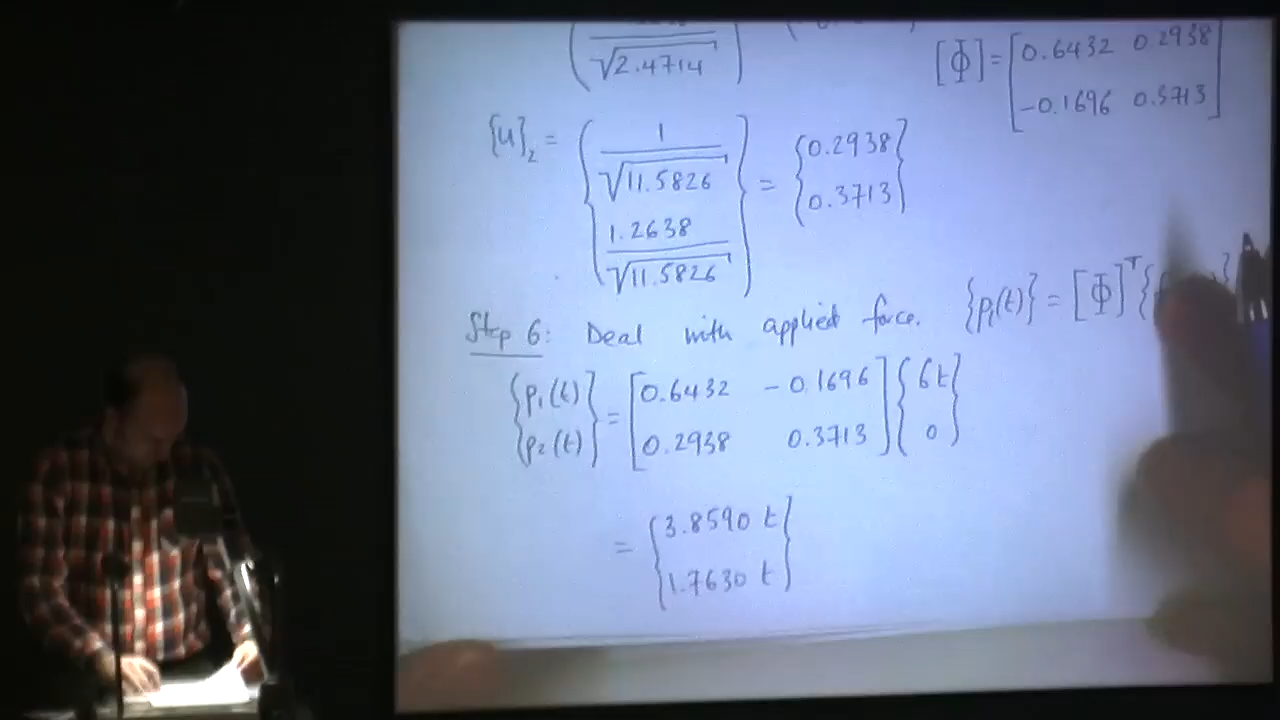 √2.4714
[Φ] = [0.6432 0.2938
-0.1696 0.3713]
{u}₂ = {1/√11.5826
1.2638/√11.5826} = {0.2938
0.3713}
Step 6: Deal with applied force. {p_i(t)} = [Φ]ᵀ{
{p₁(t)
p₂(t)} = [0.6432 -0.1696
0.2938 0.3713] {6t
0}
= {3.8590 t
1.7630 t}